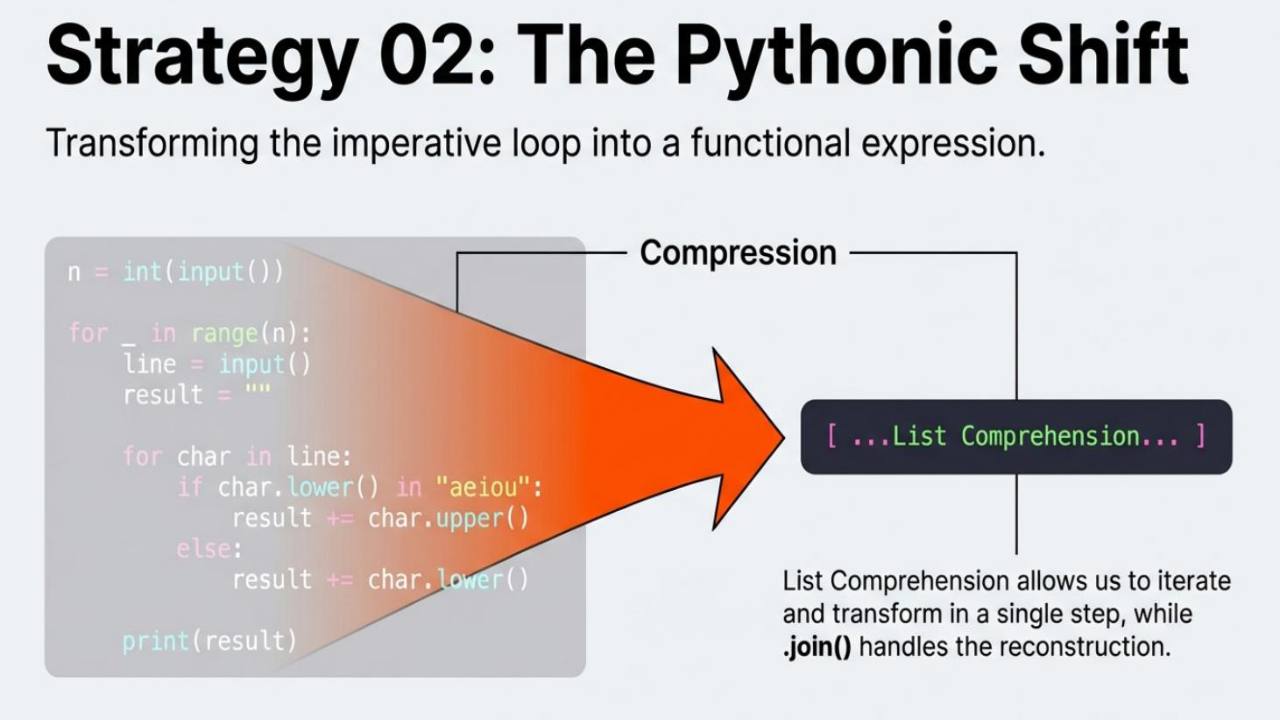 Strategy 02: The Pythonic Shift
Transforming the imperative loop into a functional expression.
n = int(input())
for _ in range(n):
    line = input()
    result = ""
    for char in line:
        if char.lower() in "aeiou":
            result += char.upper()
        else:
            result += char.lower()
    print(result)
Compression
[ ...List Comprehension... ]
List Comprehension allows us to iterate
and transform in a single step, while
.join() handles the reconstruction.